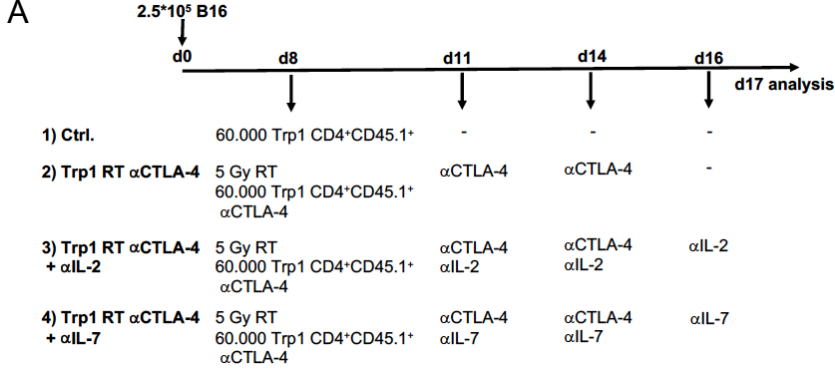 A
2.5*10⁵ B16
d0 d8 d11 d14 d16
d17 analysis
1) Ctrl. 60.000 Trp1 CD4⁺CD45.1⁺ - - -
2) Trp1 RT αCTLA-4 5 Gy RT αCTLA-4 αCTLA-4 -
60.000 Trp1 CD4⁺CD45.1⁺
αCTLA-4
3) Trp1 RT αCTLA-4 5 Gy RT αCTLA-4 αCTLA-4 αIL-2
+ αIL-2 60.000 Trp1 CD4⁺CD45.1⁺ αIL-2 αIL-2
αCTLA-4
4) Trp1 RT αCTLA-4 5 Gy RT αCTLA-4 αCTLA-4 αIL-7
+ αIL-7 60.000 Trp1 CD4⁺CD45.1⁺ αIL-7 αIL-7
αCTLA-4